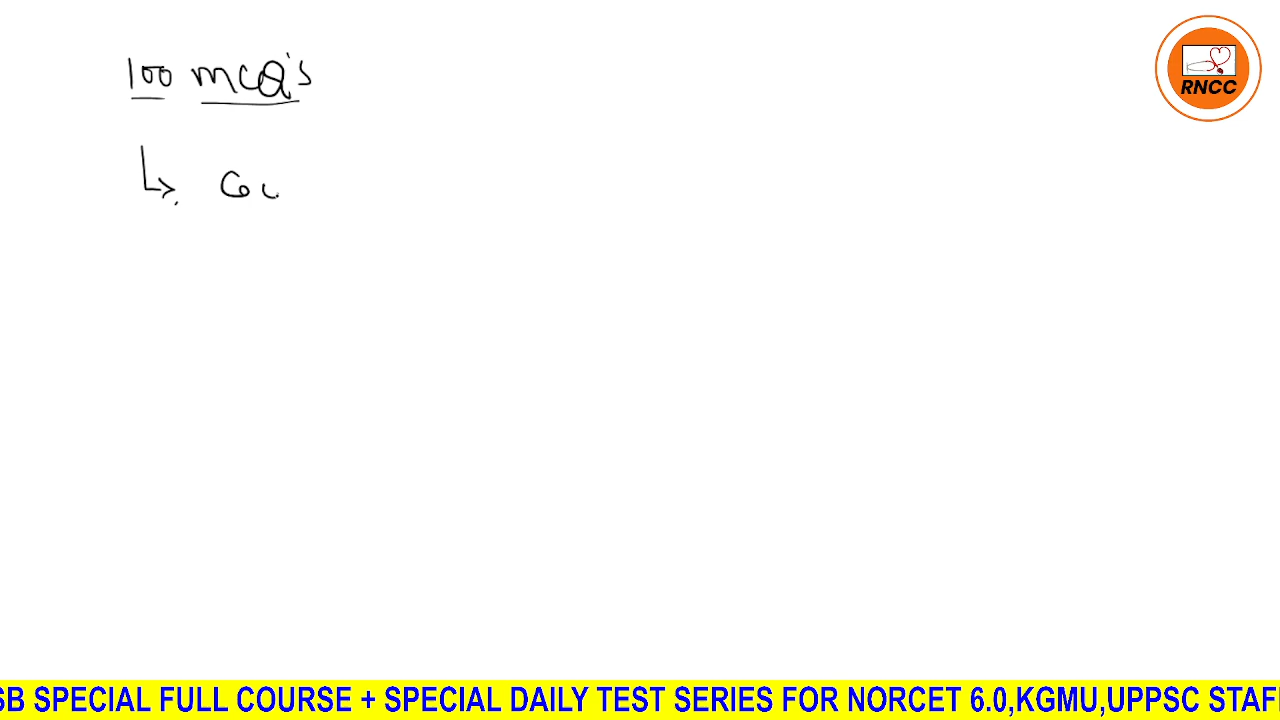 100 MCQ's
RNCC
SB SPECIAL FULL COURSE + SPECIAL DAILY TEST SERIES FOR NORCET 6.0,KGMU,UPPSC STAF